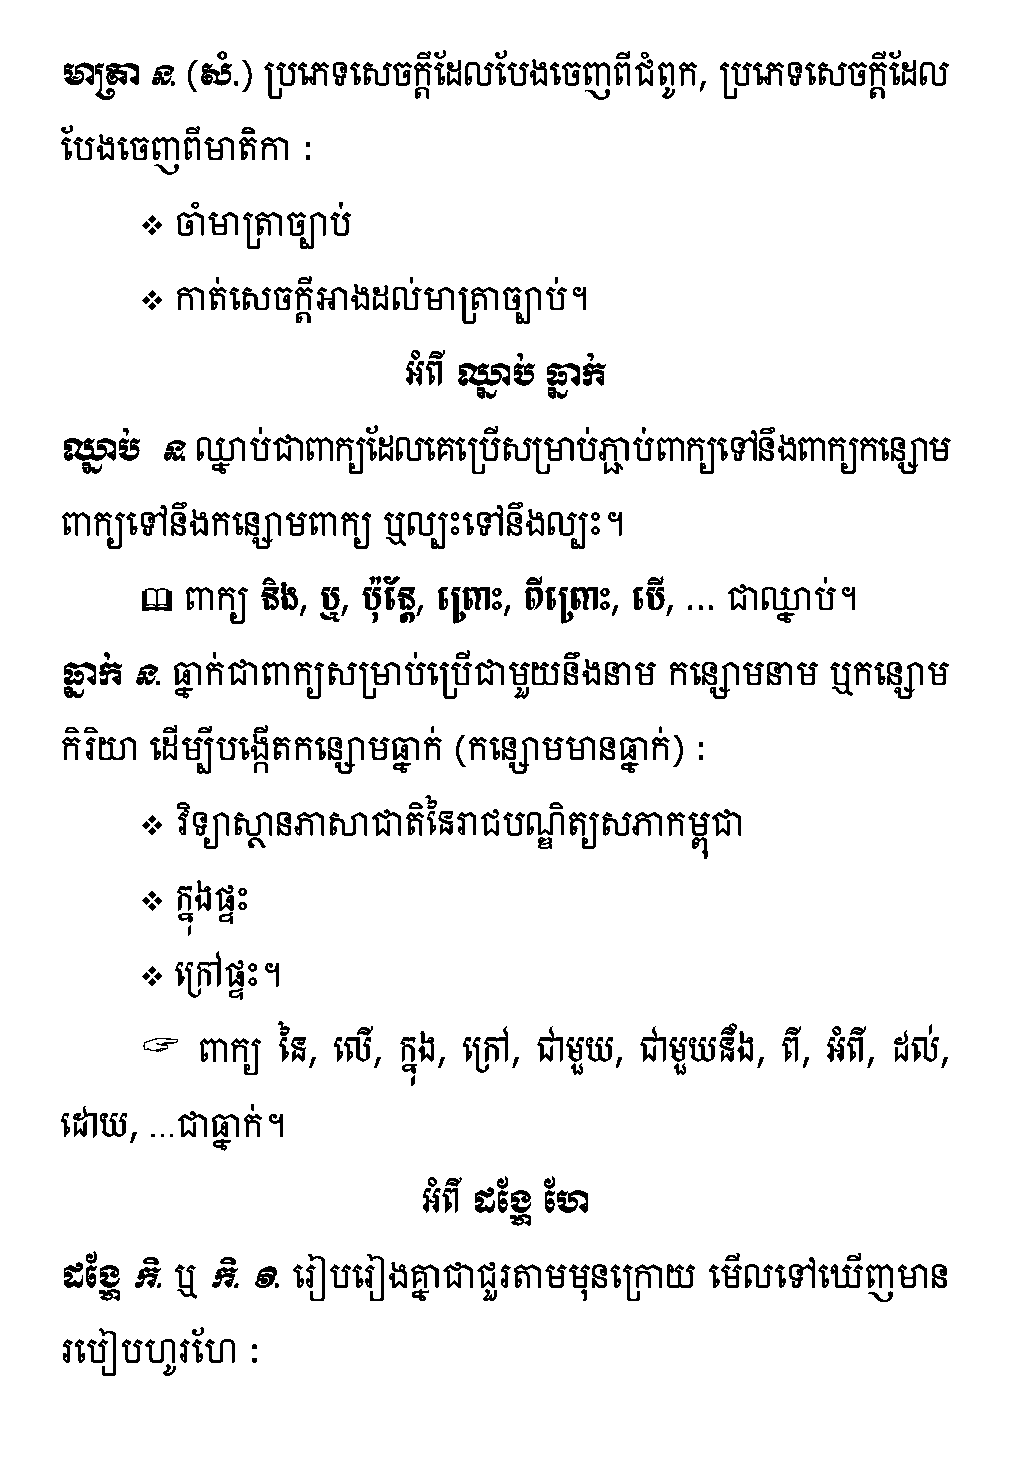 មាត្រា ន. (សំ.) ប្រភេទសេចក្ដីដែលបែងចេញពីជំពូក, ប្រភេទសេចក្ដីដែល
បែងចេញពីមាតិកា :
❖ ចាំមាត្រាច្បាប់
❖ កាត់សេចក្ដីអាងដល់មាត្រាច្បាប់។
អំពី ឈ្នាប់ ធ្នាក់
ឈ្នាប់ ន. ឈ្នាប់ជាពាក្យដែលគេប្រើសម្រាប់ភ្ជាប់ពាក្យទៅនឹងពាក្យកន្សោម
ពាក្យទៅនឹងកន្សោមពាក្យ ឬល្បះទៅនឹងល្បះ។
🕮 ពាក្យ និង, ឬ, ប៉ុន្តែ, ព្រោះ, ពីព្រោះ, បើ, ... ជាឈ្នាប់។
ធ្នាក់ ន. ធ្នាក់ជាពាក្យសម្រាប់ប្រើជាមួយនឹងនាម កន្សោមនាម ឬកន្សោម
កិរិយា ដើម្បីបង្កើតកន្សោមធ្នាក់ (កន្សោមមានធ្នាក់) :
❖ វិទ្យាស្ថានភាសាជាតិនៃរាជបណ្ឌិត្យសភាកម្ពុជា
❖ ក្នុងផ្ទះ
❖ ក្រៅផ្ទះ។
☞ ពាក្យ នៃ, លើ, ក្នុង, ក្រៅ, ជាមួយ, ជាមួយនឹង, ពី, អំពី, ដល់,
ដោយ, ...ជាធ្នាក់។
អំពី ដង្ហែ ហែ
ដង្ហែ កិ. ឬ កិ. ១. រៀបរៀងគ្នាជាជួរតាមមុនក្រោយ មើលទៅឃើញមាន
របៀបហូរហែ :